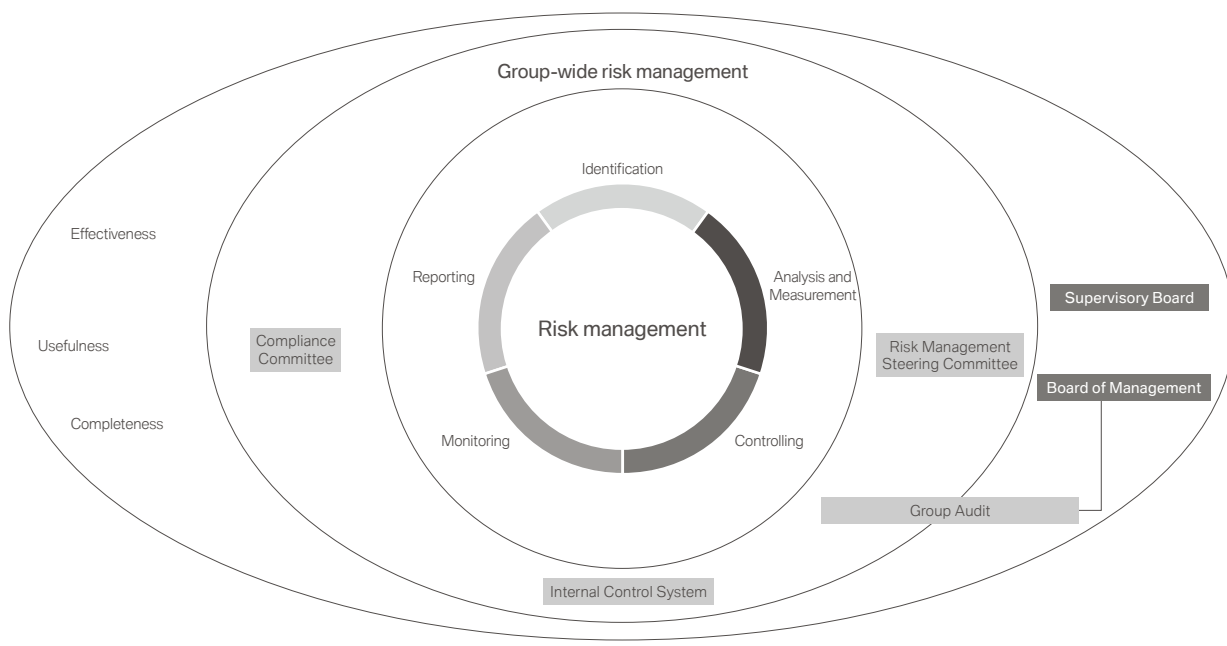 Group-wide risk management
Identification
Effectiveness
Reporting
Analysis and
Measurement
Supervisory Board
Risk management
Usefulness
Compliance
Committee
Risk Management
Steering Committee
Board of Management
Completeness
Monitoring
Controlling
Group Audit
Internal Control System